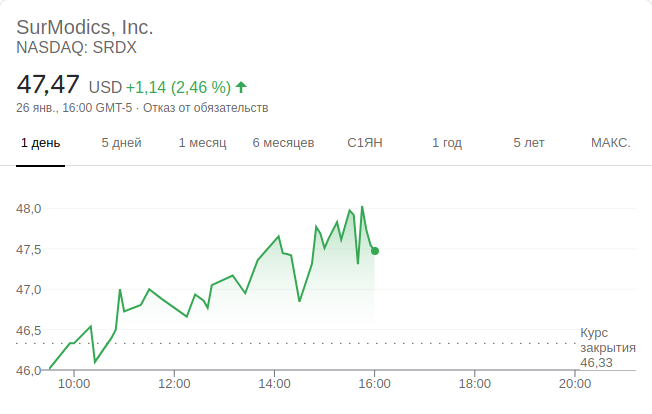 SurModics, Inc.
NASDAQ: SRDX
47,47 USD +1,14 (2,46 %)
26 янв., 16:00 GMT-5 · Отказ от обязательств
1 день 5 дней 1 месяц 6 месяцев С1ЯН 1 год 5 лет МАКС.
48,0
47,5
47,0
46,5
46,0
Курс
закрытия
46,33
10:00 12:00 14:00 16:00 18:00 20:00